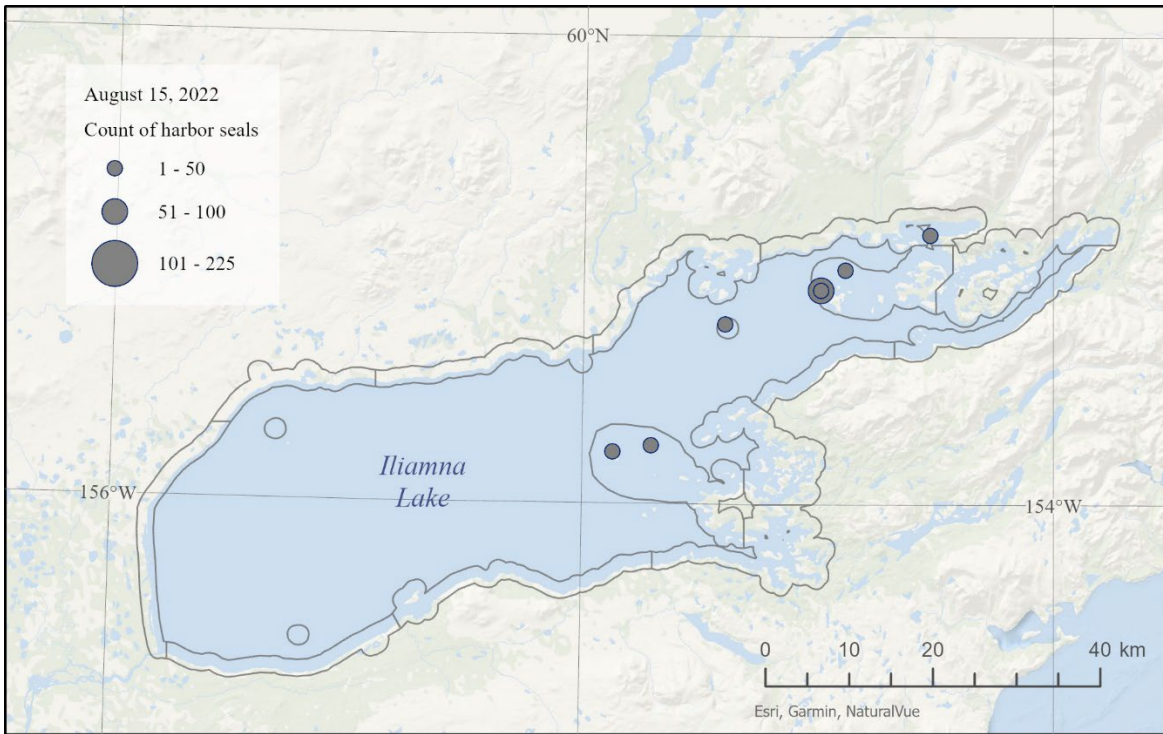 60°N
August 15, 2022
Count of harbor seals
1 - 50
51 - 100
101 - 225
Iliamna
Lake
156°W
154°W
0 10 20 40 km
Esri, Garmin, NaturalVue